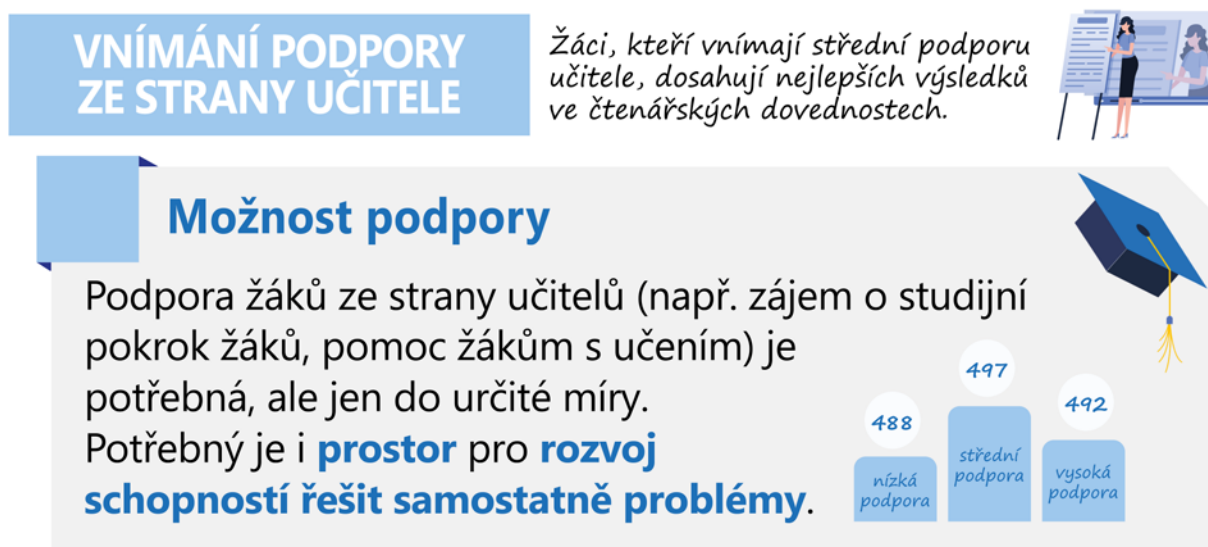 VNÍMÁNÍ PODPORY
ZE STRANY UČITELE
Žáci, kteří vnímají střední podporu
učitele, dosahují nejlepších výsledků
ve čtenářských dovednostech.
Možnost podpory
Podpora žáků ze strany učitelů (např. zájem o studijní
pokrok žáků, pomoc žákům s učením) je
potřebná, ale jen do určité míry.
Potřebný je i prostor pro rozvoj
schopností řešit samostatně problémy.
488
nízká
podpora
497
střední
podpora
492
vysoká
podpora